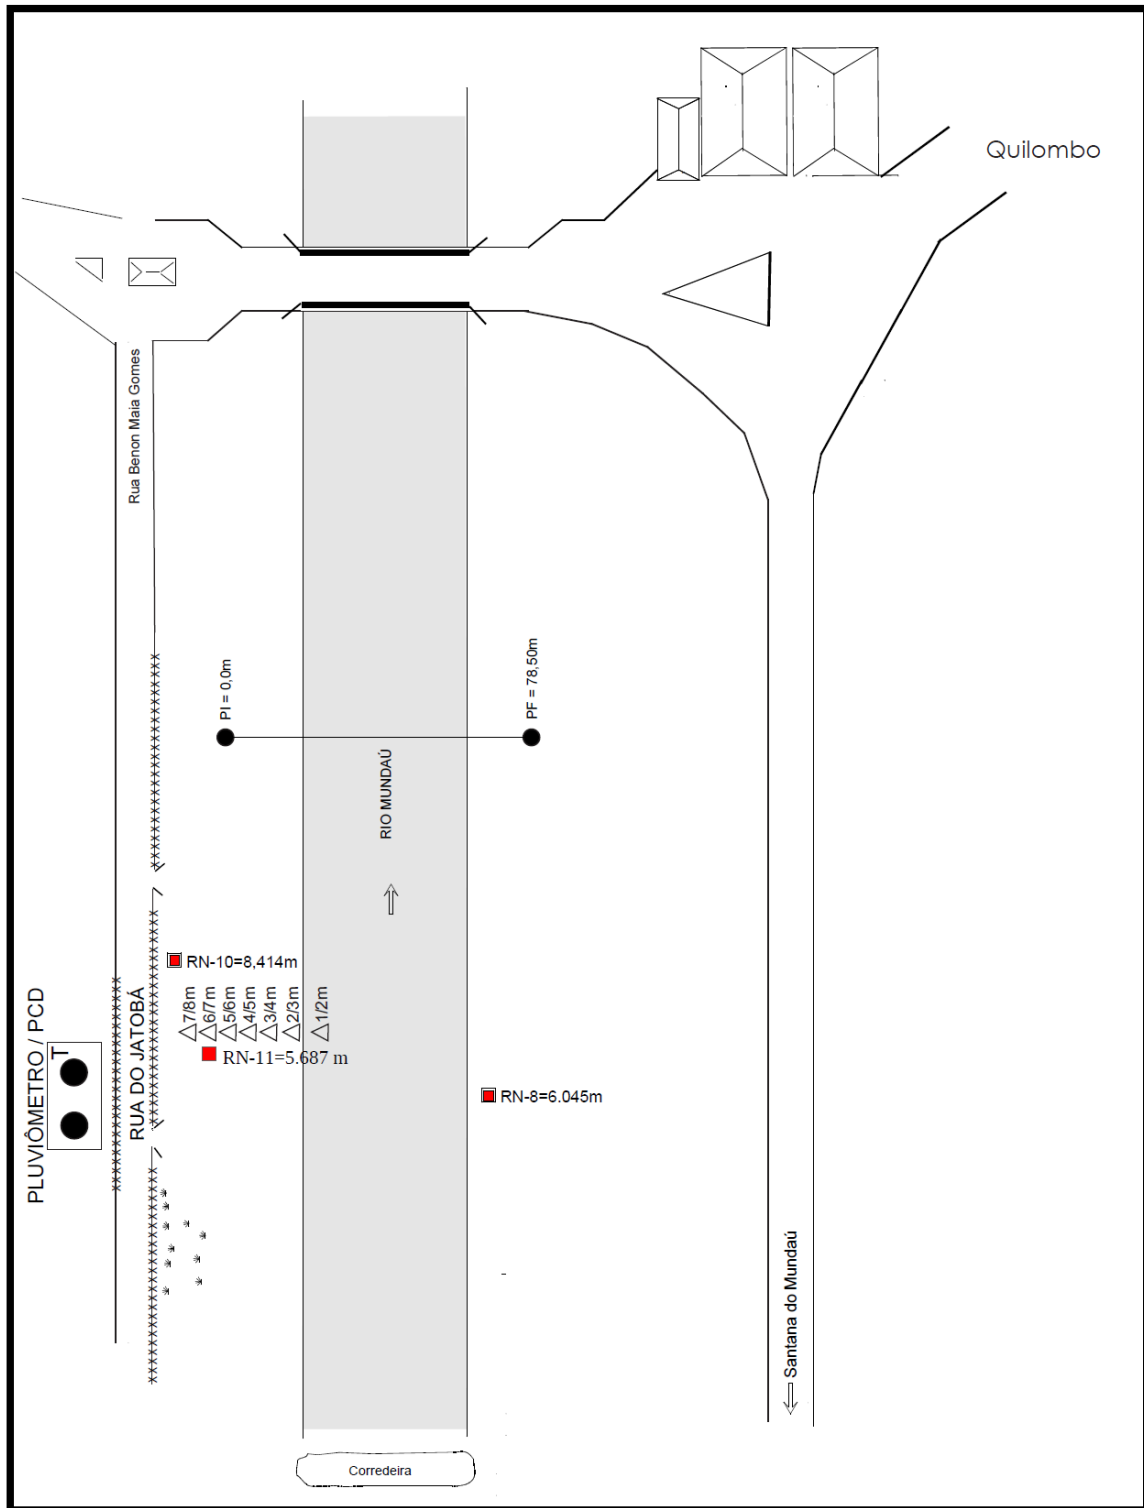 Quilombo
Rua Benon Maia Gomes
PI = 0,0m
PF = 78,50m
RIO MUNDAÚ
RN-10=8,414m
7/8m
6/7m
5/6m
4/5m
3/4m
2/3m
1/2m
RN-11=5.687 m
RN-8=6.045m
PLUVIÔMETRO / PCD
T
RUA DO JATOBÁ
Santana do Mundaú
Corredeira